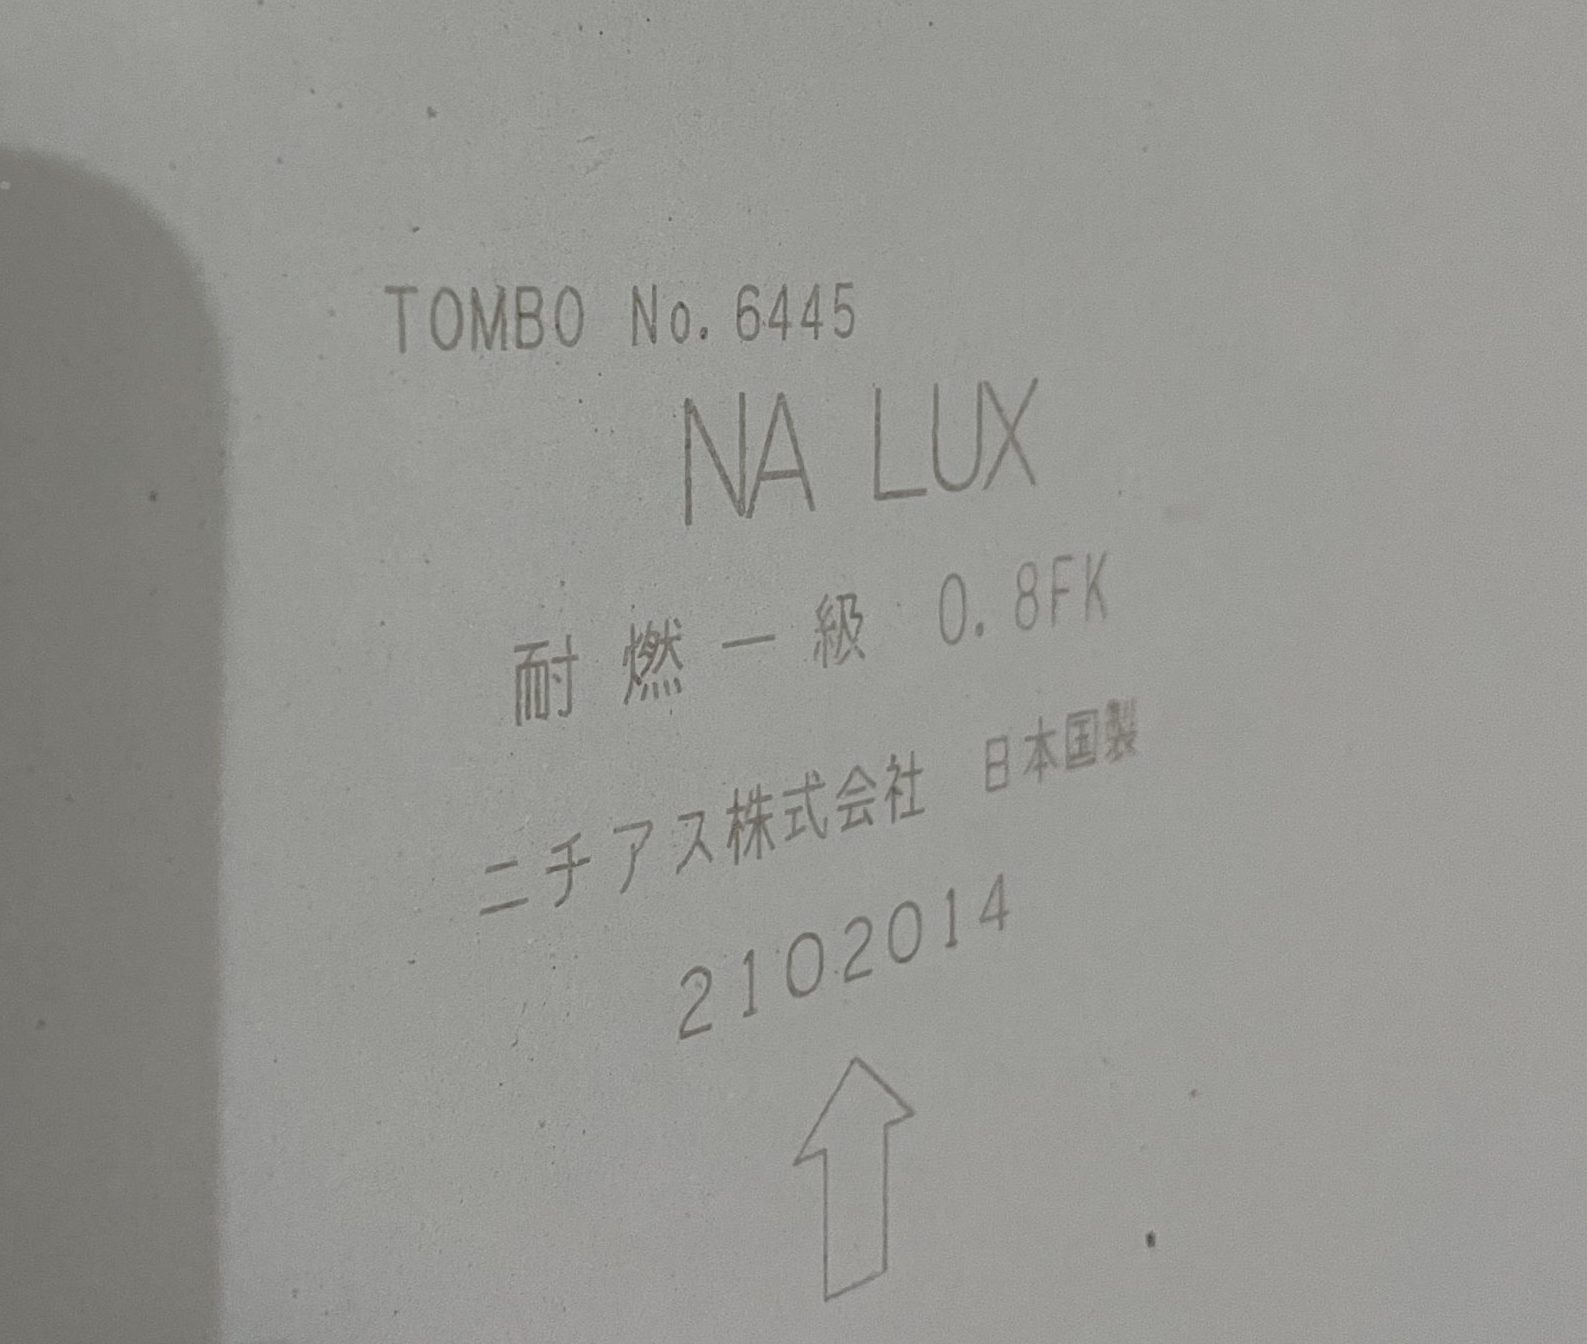 TOMBO No. 6445
NA LUX
耐燃一級 0.8FK
ニチアス株式会社 日本国製
2102014